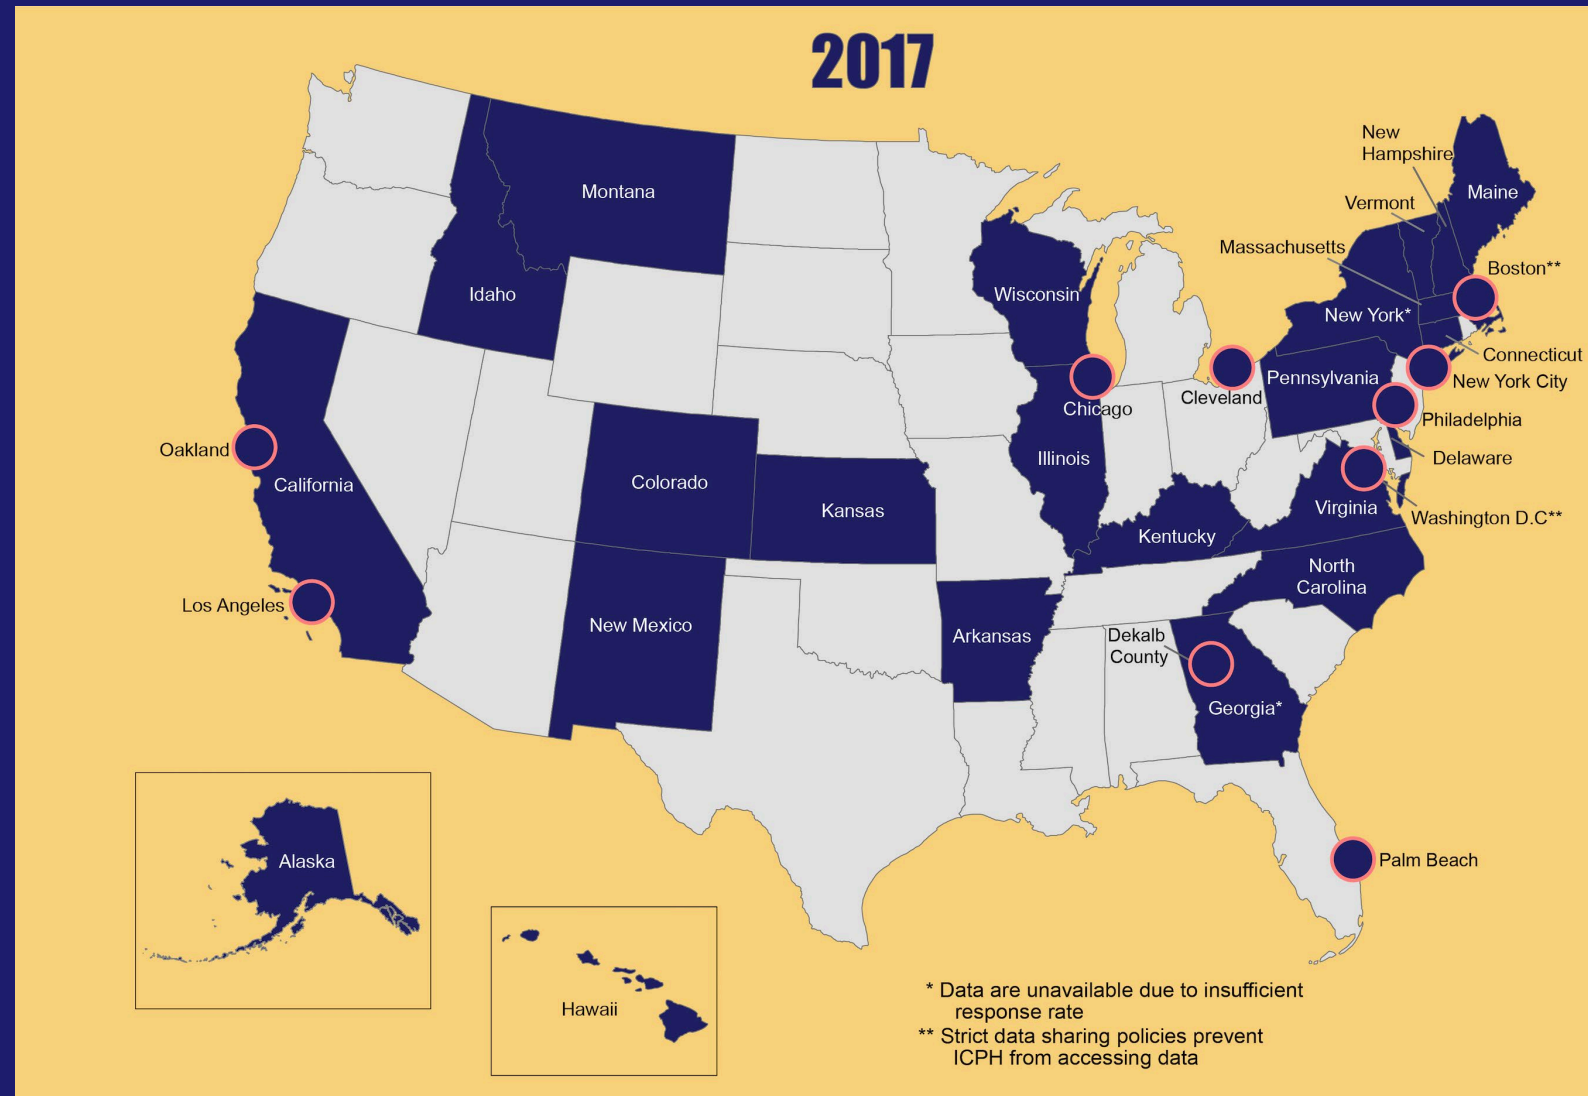 2017
New
Hampshire
Maine
Montana
Vermont
Massachusetts
Boston**
Idaho
Wisconsin
New York*
Connecticut
Pennsylvania
New York City
Cleveland
Chicago
Philadelphia
Oakland
Illinois
Delaware
California
Colorado
Kansas
Virginia
Washington D.C**
Kentucky
North
Carolina
Los Angeles
New Mexico
Arkansas
Dekalb
County
Georgia*
Palm Beach
Alaska
Hawaii
* Data are unavailable due to insufficient
response rate
** Strict data sharing policies prevent
ICPH from accessing data